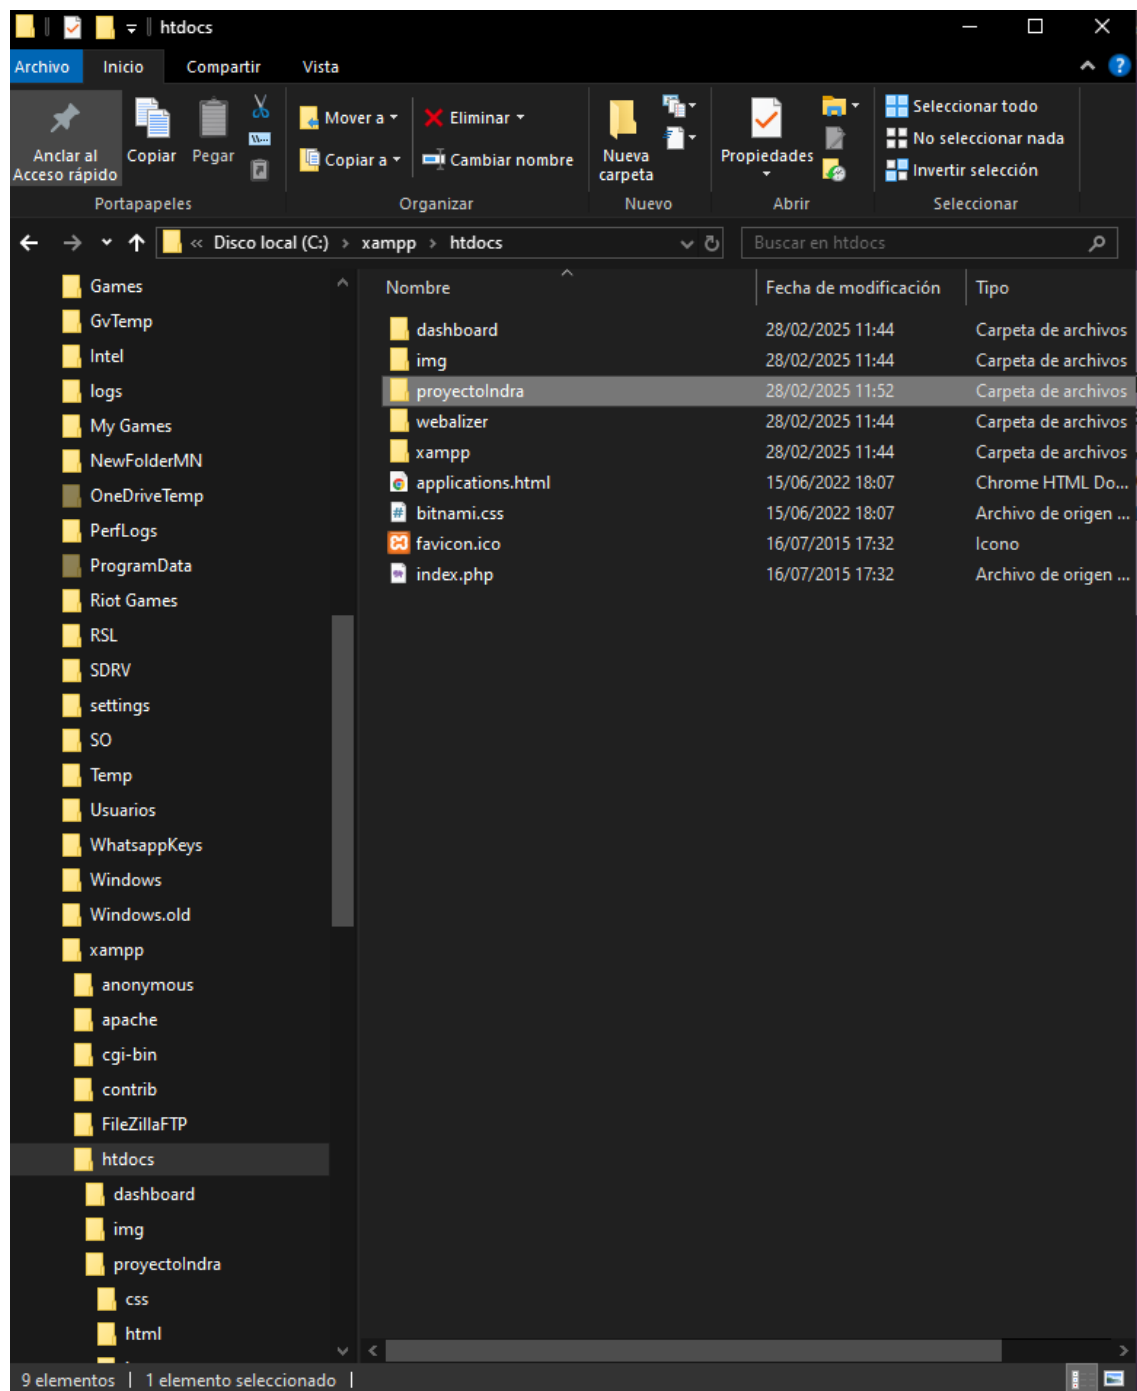 htdocs
Archivo Inicio Compartir Vista
Anclar al
Acceso rápido
Copiar
Pegar
Mover a
Copiar a
Eliminar
Cambiar nombre
Nueva
carpeta
Propiedades
Seleccionar todo
No seleccionar nada
Invertir selección
Portapapeles Organizar Nuevo Abrir Seleccionar
« Disco local (C:) › xampp › htdocs
Buscar en htdocs
Games
GvTemp
Intel
logs
My Games
NewFolderMN
OneDriveTemp
PerfLogs
ProgramData
Riot Games
RSL
SDRV
settings
SO
Temp
Usuarios
WhatsappKeys
Windows
Windows.old
xampp
anonymous
apache
cgi-bin
contrib
FileZillaFTP
htdocs
dashboard
img
proyectoIndra
css
html
Nombre Fecha de modificación Tipo
dashboard 28/02/2025 11:44 Carpeta de archivos
img 28/02/2025 11:44 Carpeta de archivos
proyectoIndra 28/02/2025 11:52 Carpeta de archivos
webalizer 28/02/2025 11:44 Carpeta de archivos
xampp 28/02/2025 11:44 Carpeta de archivos
applications.html 15/06/2022 18:07 Chrome HTML Do...
bitnami.css 15/06/2022 18:07 Archivo de origen ...
favicon.ico 16/07/2015 17:32 Icono
index.php 16/07/2015 17:32 Archivo de origen ...
9 elementos | 1 elemento seleccionado |